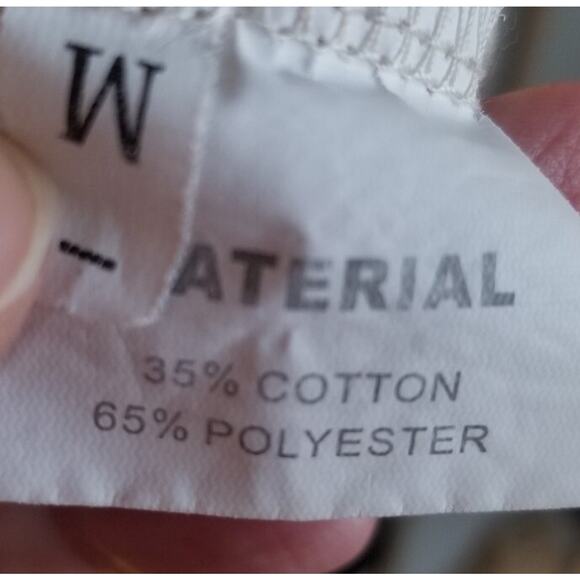 M
ATERIAL
35% COTTON
65% POLYESTER